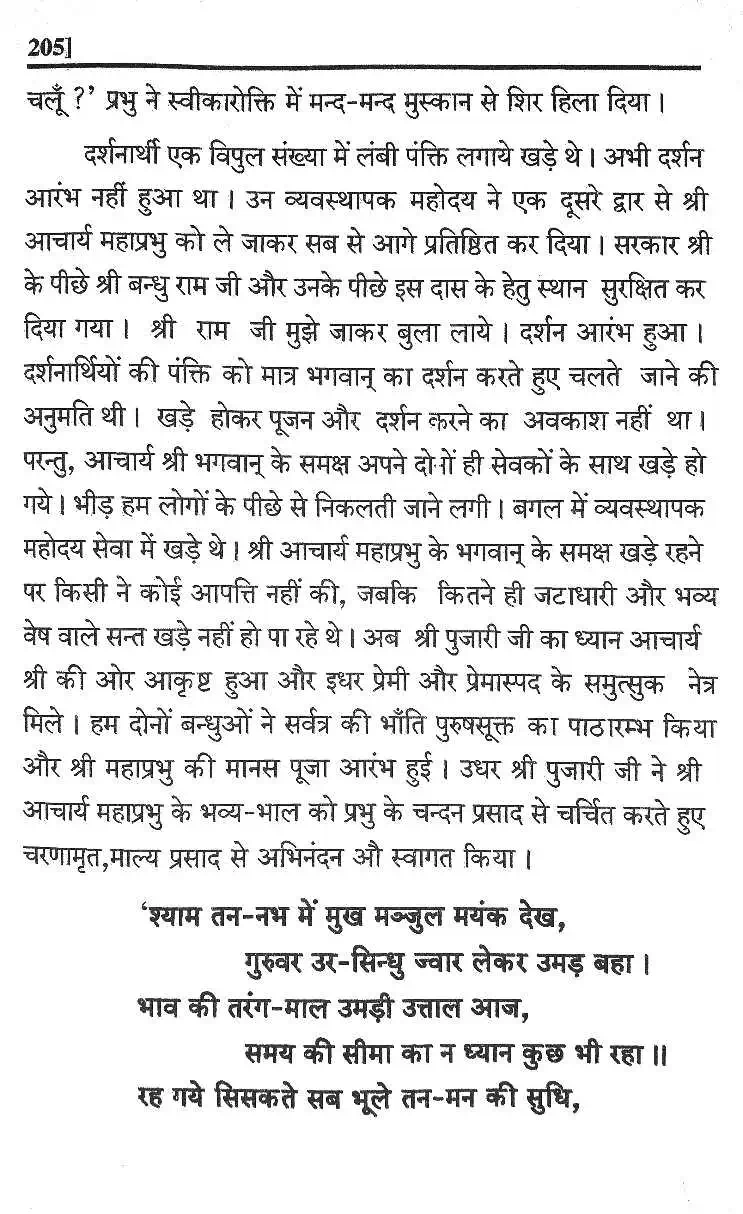 205]
चलूँ ?’ प्रभु ने स्वीकारोक्ति में मन्द-मन्द मुस्कान से शिर हिला दिया ।
दर्शनार्थी एक विपुल संख्या में लंबी पंक्ति लगाये खड़े थे । अभी दर्शन
आरंभ नहीं हुआ था । उन व्यवस्थापक महोदय ने एक दूसरे द्वार से श्री
आचार्य महाप्रभु को ले जाकर सब से आगे प्रतिष्ठित कर दिया । सरकार श्री
के पीछे श्री बन्धु राम जी और उनके पीछे इस दास के हेतु स्थान सुरक्षित कर
दिया गया । श्री राम जी मुझे जाकर बुला लाये । दर्शन आरंभ हुआ ।
दर्शनार्थियों की पंक्ति को मात्र भगवान् का दर्शन करते हुए चलते जाने की
अनुमति थी । खड़े होकर पूजन और दर्शन करने का अवकाश नहीं था ।
परन्तु, आचार्य श्री भगवान् के समक्ष अपने दोनों ही सेवकों के साथ खड़े हो
गये । भीड़ हम लोगों के पीछे से निकलती जाने लगी । बगल में व्यवस्थापक
महोदय सेवा में खड़े थे । श्री आचार्य महाप्रभु के भगवान् के समक्ष खड़े रहने
पर किसी ने कोई आपत्ति नहीं की, जबकि कितने ही जटाधारी और भव्य
वेष वाले सन्त खड़े नहीं हो पा रहे थे । अब श्री पुजारी जी का ध्यान आचार्य
श्री की ओर आकृष्ट हुआ और इधर प्रेमी और प्रेमास्पद के समुत्सुक नेत्र
मिले । हम दोनों बन्धुओं ने सर्वत्र की भाँति पुरुषसूक्त का पाठारम्भ किया
और श्री महाप्रभु की मानस पूजा आरंभ हुई । उधर श्री पुजारी जी ने श्री
आचार्य महाप्रभु के भव्य-भाल को प्रभु के चन्दन प्रसाद से चर्चित करते हुए
चरणामृत,माल्य प्रसाद से अभिनंदन औ स्वागत किया ।
‘श्याम तन-नभ में मुख मञ्जुल मयंक देख,
गुरुवर उर-सिन्धु ज्वार लेकर उमड़ बहा ।
भाव की तरंग-माल उमड़ी उत्ताल आज,
समय की सीमा का न ध्यान कुछ भी रहा ॥
रह गये सिसकते सब भूले तन-मन की सुधि,